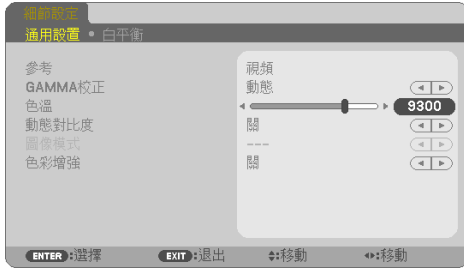 細節設定
通用設置 • 白平衡
參考 視頻
GAMMA校正 動態
色溫 9300
動態對比度 關
圖像模式 ---
色彩增強 關
ENTER:選擇 EXIT:退出 :移動 :移動